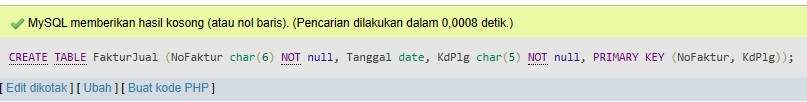 MySQL memberikan hasil kosong (atau nol baris). (Pencarian dilakukan dalam 0,0008 detik.)
CREATE TABLE FakturJual (NoFaktur char(6) NOT null, Tanggal date, KdPlg char(5) NOT null, PRIMARY KEY (NoFaktur, KdPlg));
[ Edit dikotak ] [ Ubah ] [ Buat kode PHP ]